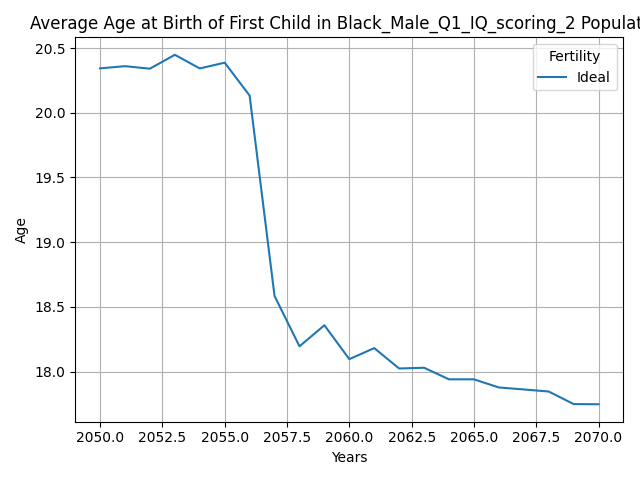 Average Age at Birth of First Child in Black_Male_Q1_IQ_scoring_2 Populat
20.5
20.0
19.5
19.0
18.5
18.0
Age
Fertility
Ideal
2050.0 2052.5 2055.0 2057.5 2060.0 2062.5 2065.0 2067.5 2070.0
Years